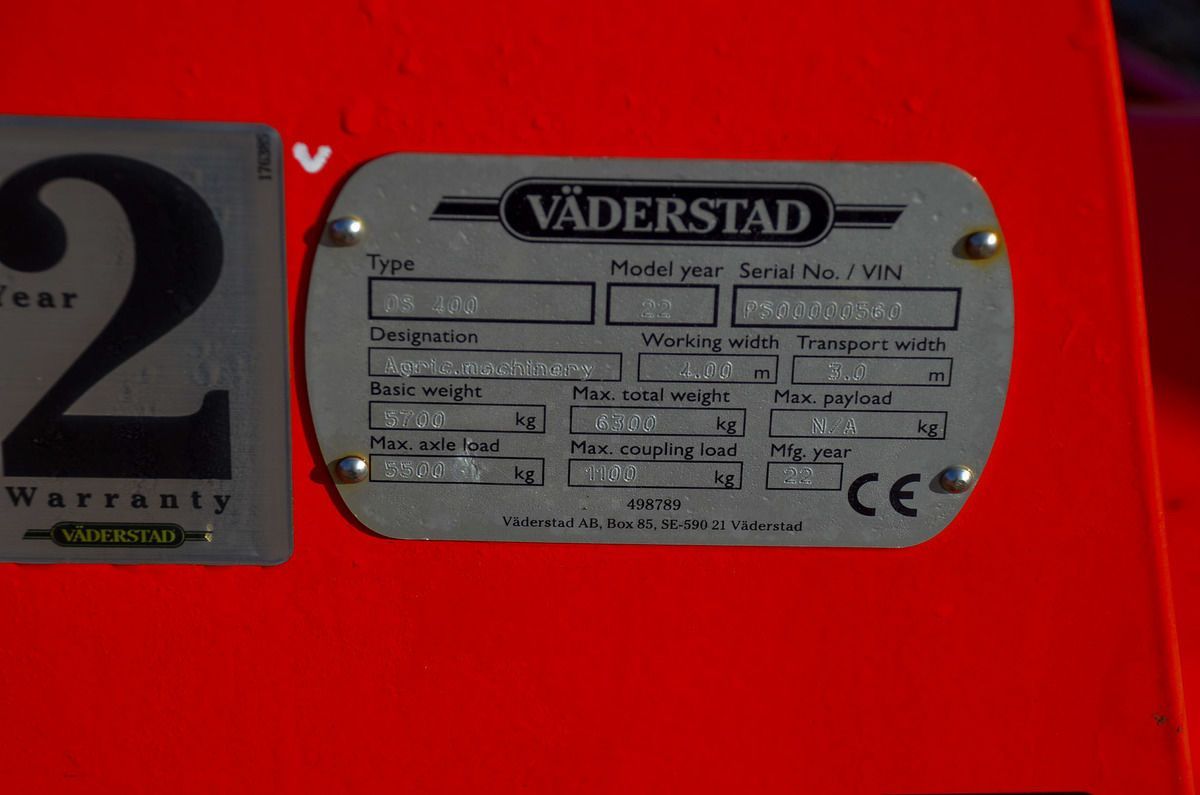 176385
2
Year
Warranty
VÄDERSTAD
VÄDERSTAD
Type Model year Serial No. / VIN
OS 400 22 PS00000560
Designation Working width Transport width
Agric.machinery 4.00 m 3.0 m
Basic weight Max. total weight Max. payload
5700 kg 6300 kg N/A kg
Max. axle load Max. coupling load Mfg. year
5500 kg 1100 kg 22 CE
498789
Väderstad AB, Box 85, SE-590 21 Väderstad